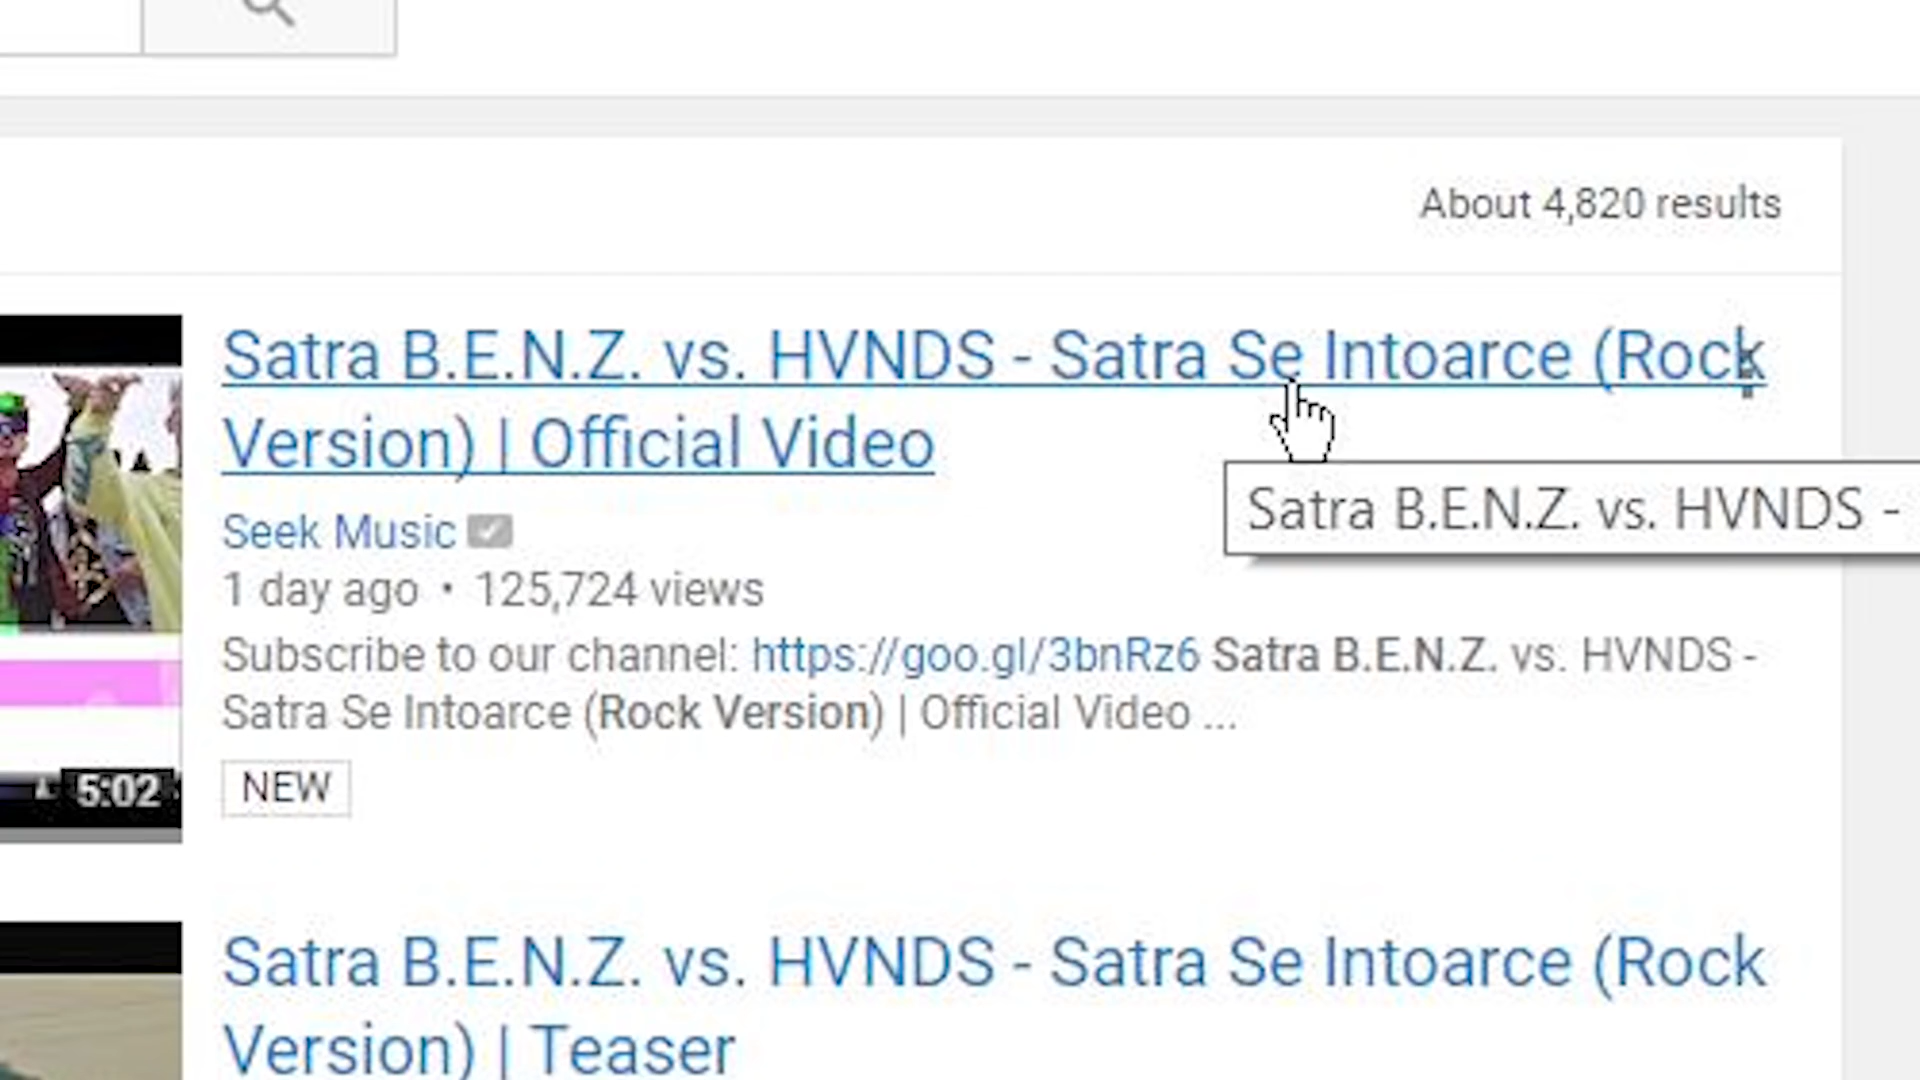 About 4,820 results
Satra B.E.N.Z. vs. HVNDS - Satra Se Intoarce (Rock
Version) | Official Video
Satra B.E.N.Z. vs. HVNDS -
Seek Music
1 day ago • 125,724 views
Subscribe to our channel: https://goo.gl/3bnRz6 Satra B.E.N.Z. vs. HVNDS -
Satra Se Intoarce (Rock Version) | Official Video ...
5:02
NEW
Satra B.E.N.Z. vs. HVNDS - Satra Se Intoarce (Rock
Version) | Teaser